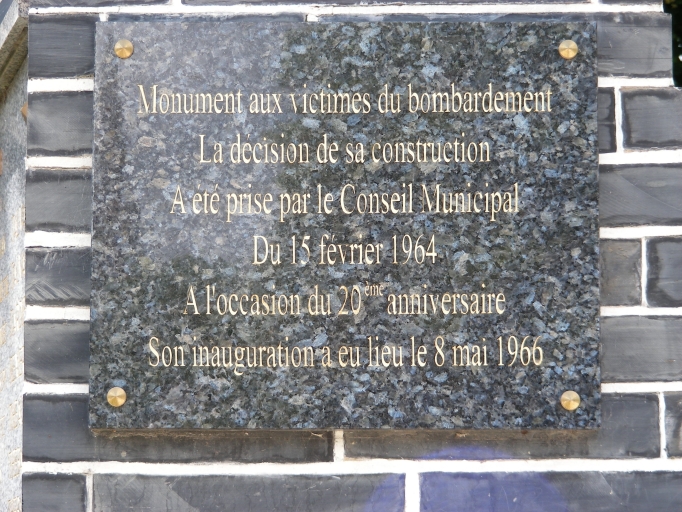 Monument aux victimes du bombardement
La décision de sa construction
A été prise par le Conseil Municipal
Du 15 février 1964
A l'occasion du 20ème anniversaire
Son inauguration a eu lieu le 8 mai 1966